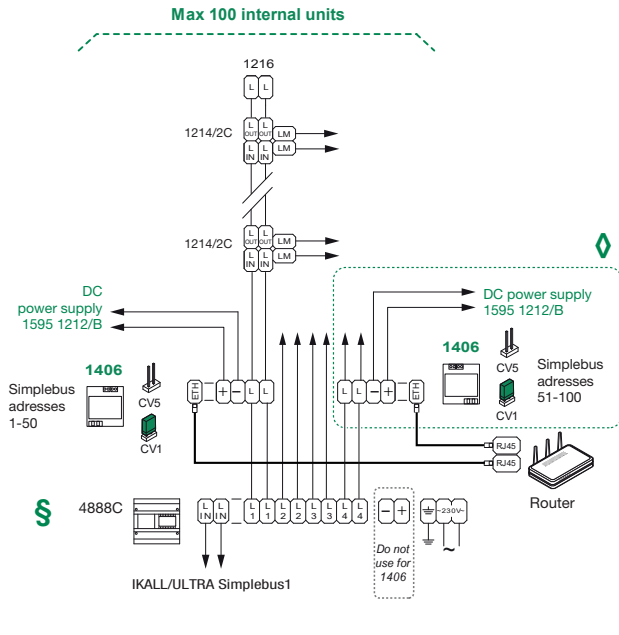 Max 100 internal units
1216
L L
1214/2C
L OUT L OUT LM
L IN L IN LM
1214/2C
L OUT L OUT LM
L IN L IN LM
◊
DC
power supply
1595 1212/B
DC power supply
1595 1212/B
1406
CV5
CV1
Simplebus
adresses
1-50
ETH + − L L
L L − + ETH
1406
CV5
CV1
Simplebus
adresses
51-100
RJ45
RJ45
Router
§
4888C
L IN L IN L 1 L 1 L 2 L 2 L 3 L 3 L 4 L 4 − + ~230V~
Do not
use for
1406
~
IKALL/ULTRA Simplebus1